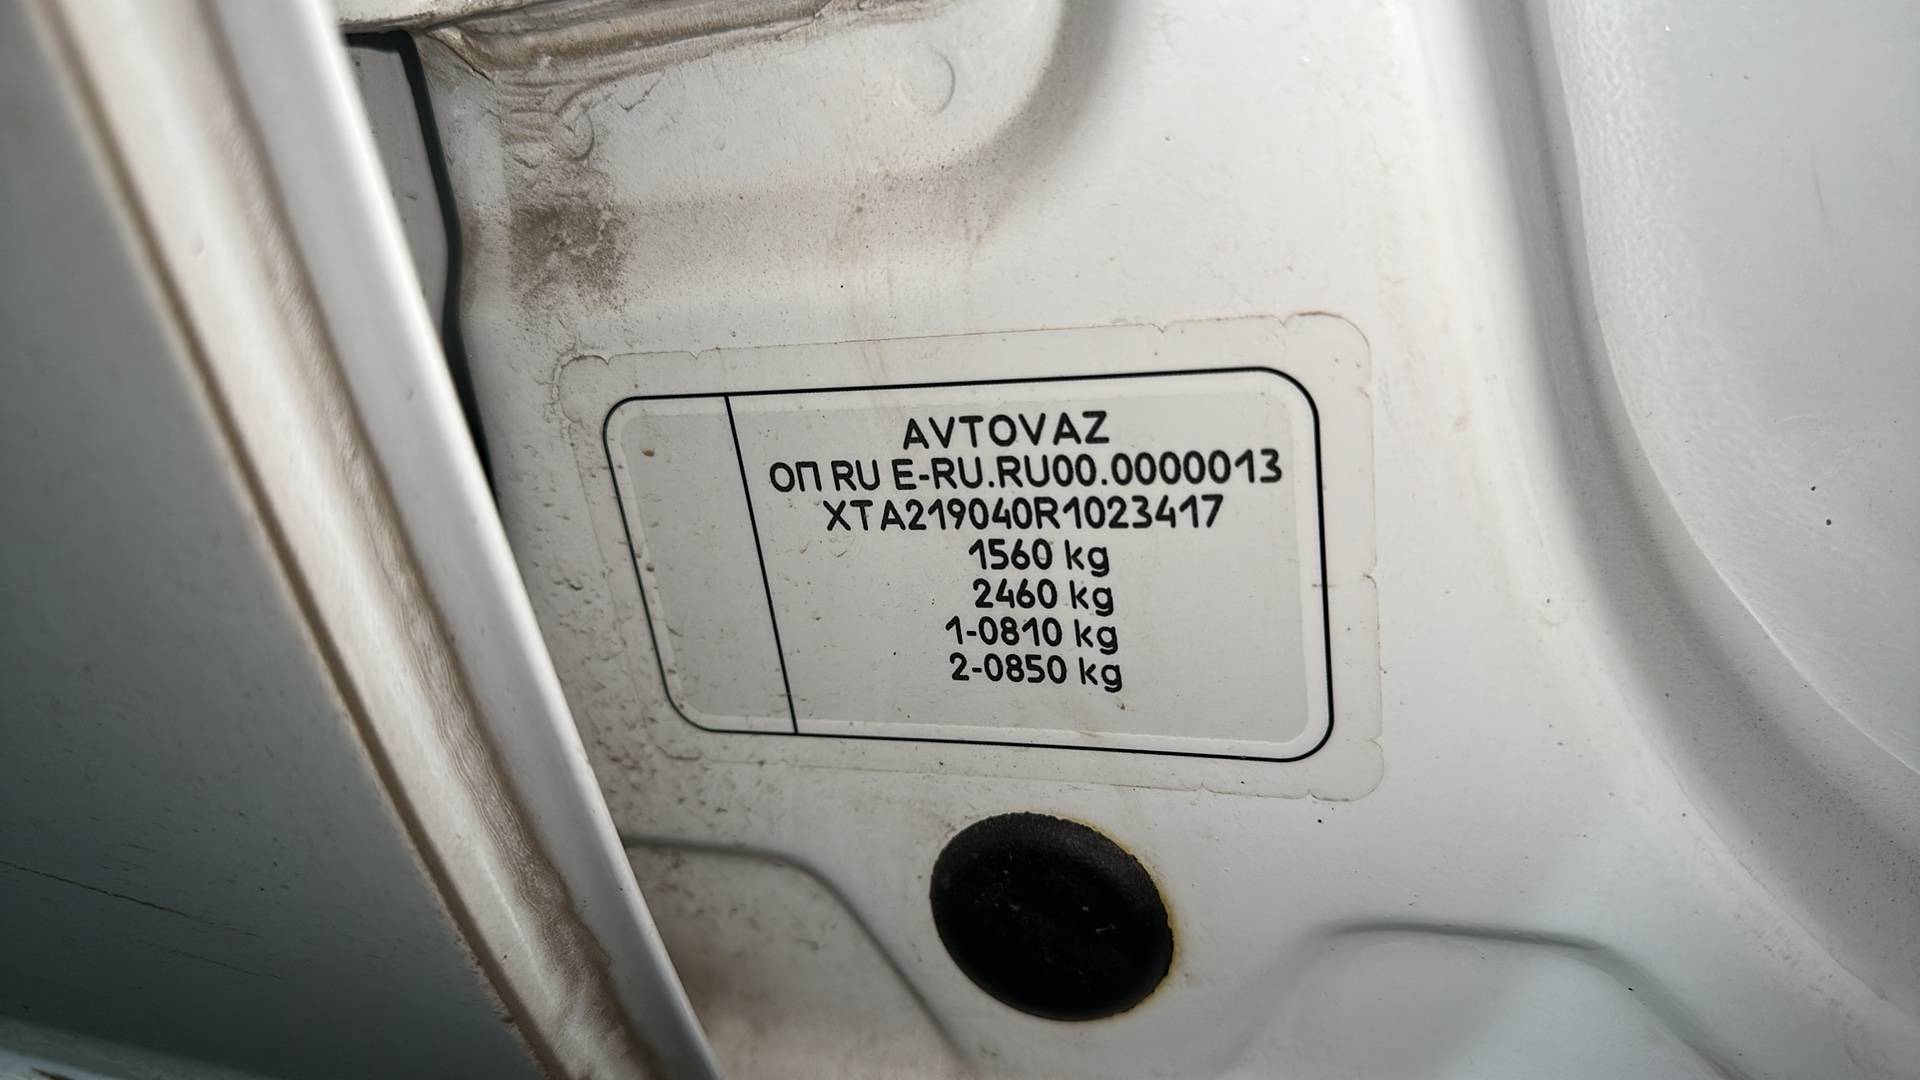 AVTOVAZ
ОП RU E-RU.RU00.0000013
XTA219040R1023417
1560 kg
2460 kg
1-0810 kg
2-0850 kg